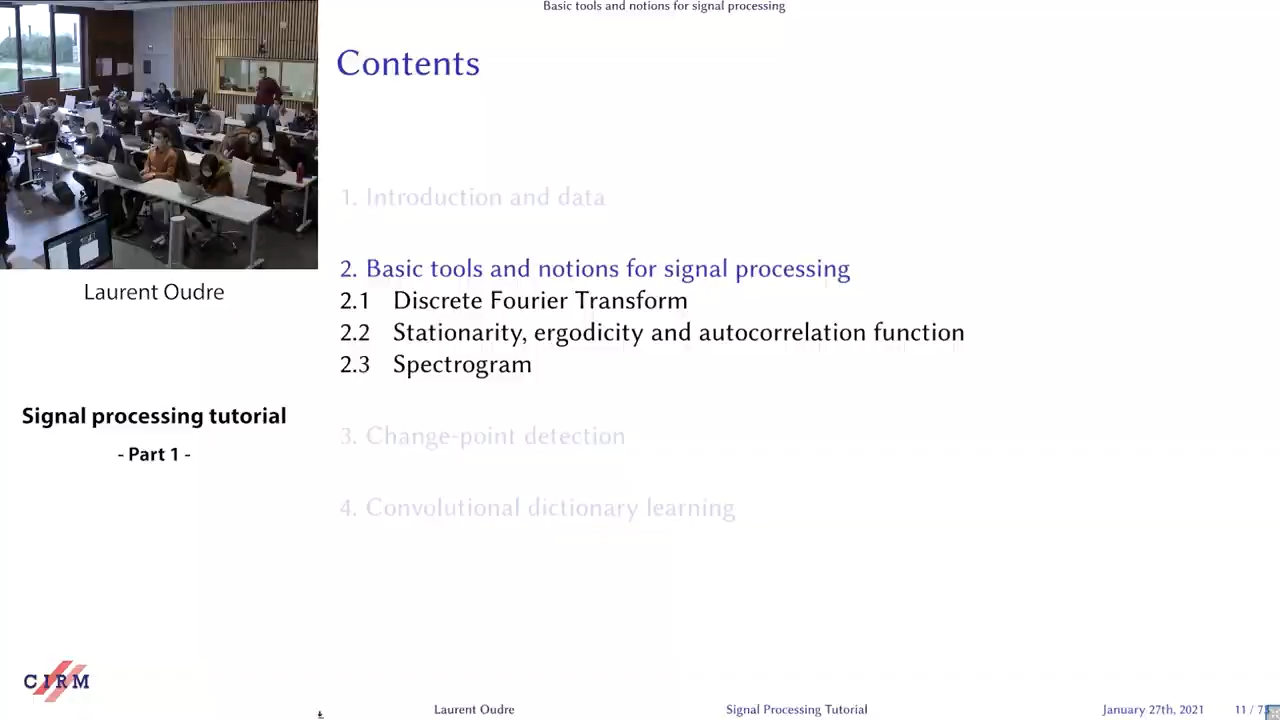 Basic tools and notions for signal processing
Contents
1. Introduction and data
2. Basic tools and notions for signal processing
2.1 Discrete Fourier Transform
2.2 Stationarity, ergodicity and autocorrelation function
2.3 Spectrogram
3. Change-point detection
4. Convolutional dictionary learning
Laurent Oudre
Signal processing tutorial
- Part 1 -
CIRM
Laurent Oudre
Signal Processing Tutorial
January 27th, 2021
11 /